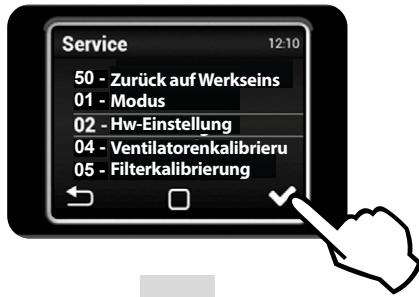 Service 12:10
50 - Zurück auf Werkseins
01 - Modus
02 - Hw-Einstellung
04 - Ventilatorenkalibrieru
05 - Filterkalibrierung